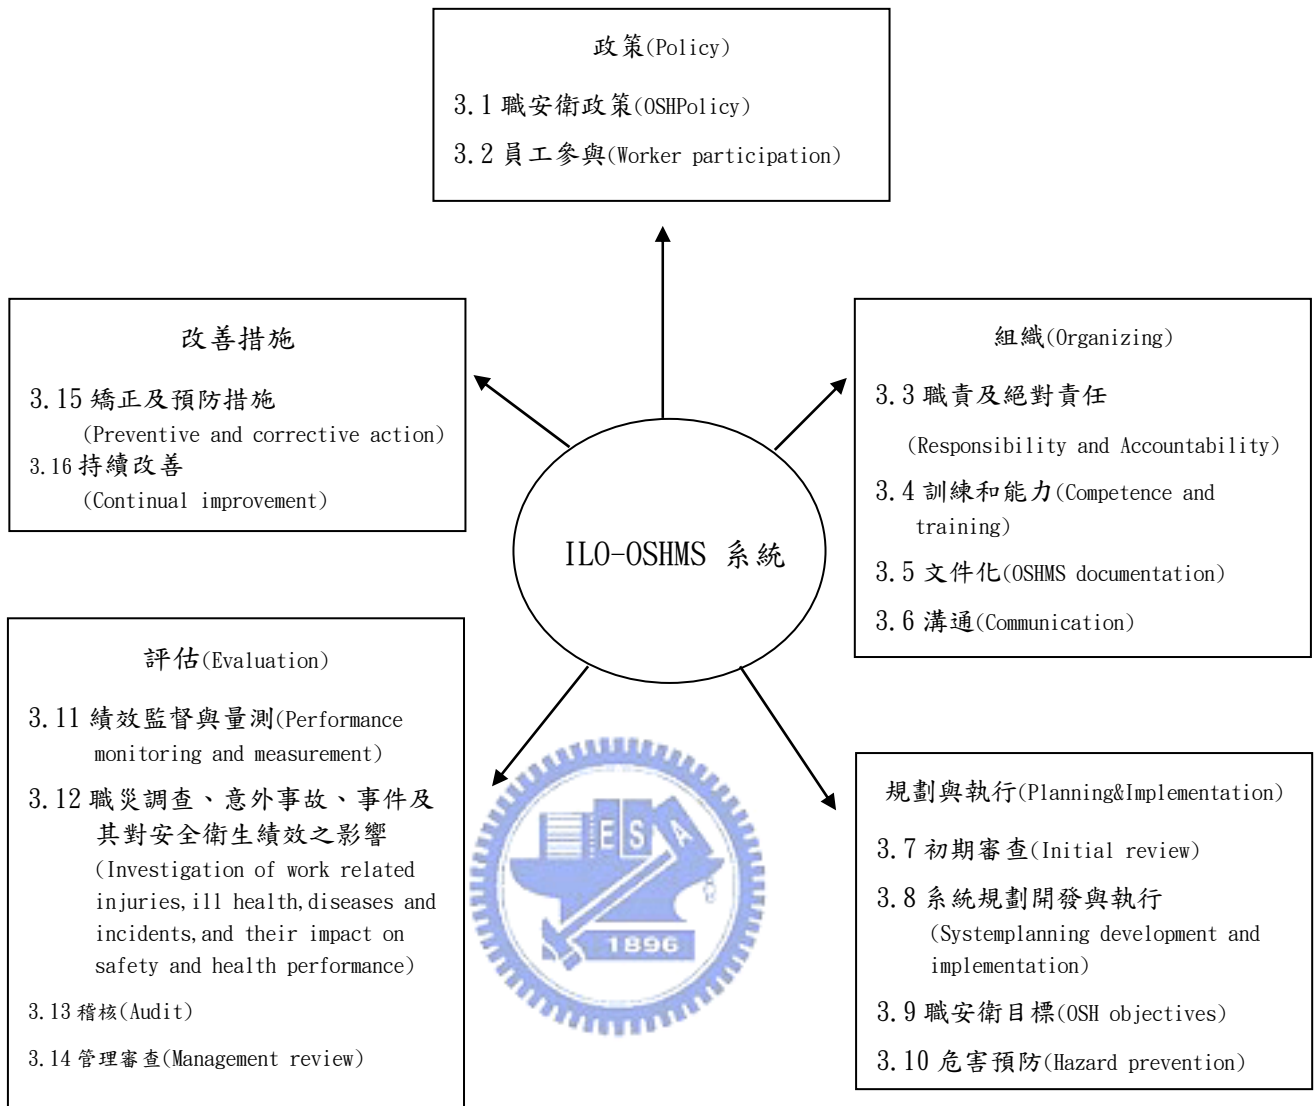 政策(Policy)
3.1 職安衛政策(OSHPolicy)
3.2 員工參與(Worker participation)
改善措施
3.15 矯正及預防措施
(Preventive and corrective action)
3.16 持續改善
(Continual improvement)
組織(Organizing)
3.3 職責及絕對責任
(Responsibility and Accountability)
3.4 訓練和能力(Competence and
training)
3.5 文件化(OSHMS documentation)
3.6 溝通(Communication)
ILO-OSHMS 系統
評估(Evaluation)
3.11 績效監督與量測(Performance
monitoring and measurement)
3.12 職災調查、意外事故、事件及
其對安全衛生績效之影響
(Investigation of work related
injuries,ill health,diseases and
incidents,and their impact on
safety and health performance)
3.13 稽核(Audit)
3.14 管理審查(Management review)
規劃與執行(Planning&Implementation)
3.7 初期審查(Initial review)
3.8 系統規劃開發與執行
(Systemplanning development and
implementation)
3.9 職安衛目標(OSH objectives)
3.10 危害預防(Hazard prevention)
E S A
1896